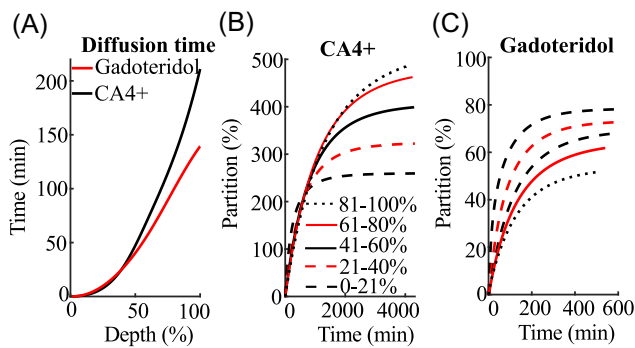 (A)
Diffusion time
Gadoteridol
CA4+
Time (min)
200
150
100
50
0
0
50
100
Depth (%)
(B)
CA4+
Partition (%)
500
400
300
200
100
0
81-100%
61-80%
41-60%
21-40%
0-21%
0
2000
4000
Time (min)
(C)
Gadoteridol
Partition (%)
80
60
40
20
0
0
200
400
600
Time (min)